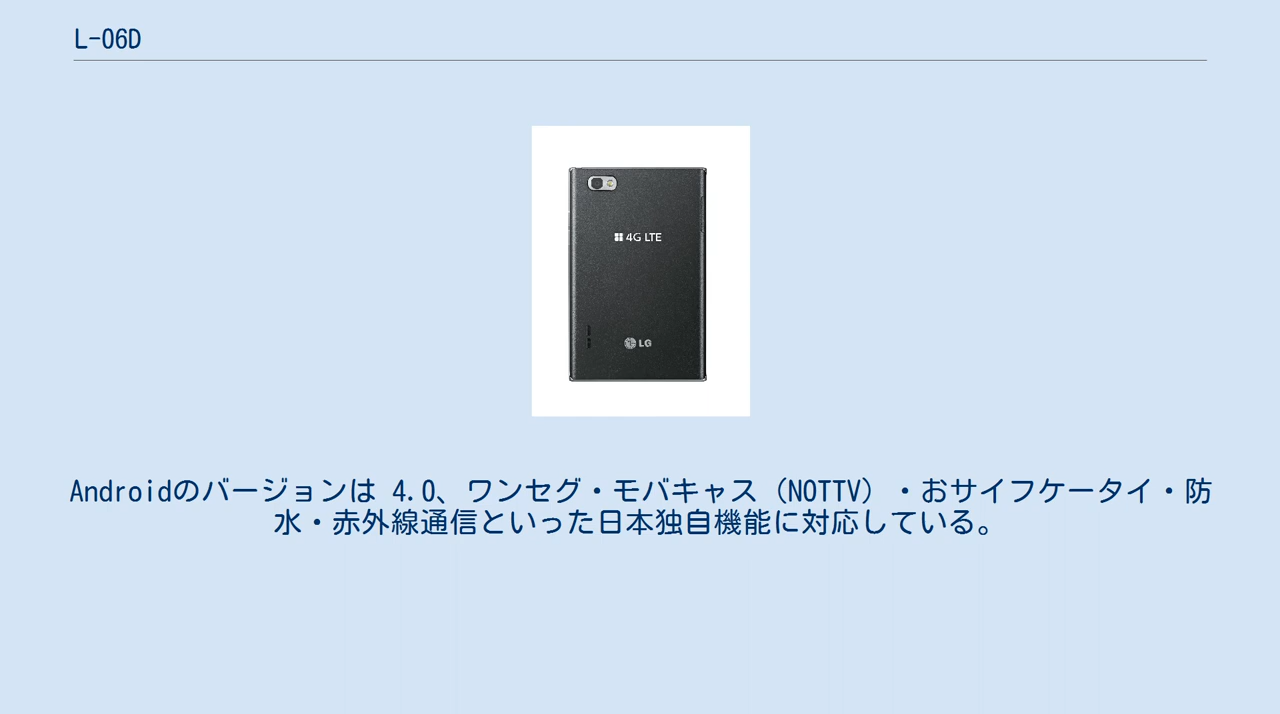 L-06D
4G LTE
LG
Androidのバージョンは 4.0、ワンセグ・モバキャス（NOTTV）・おサイフケータイ・防
水・赤外線通信といった日本独自機能に対応している。